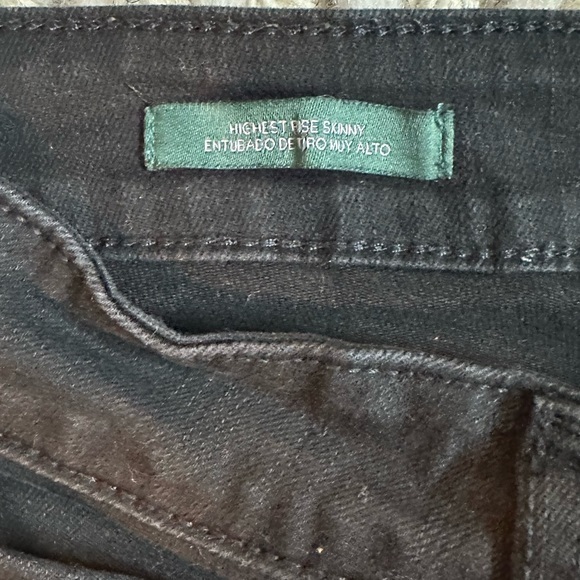 HIGHEST RISE SKINNY
ENTUBADO DE TIRO MUY ALTO